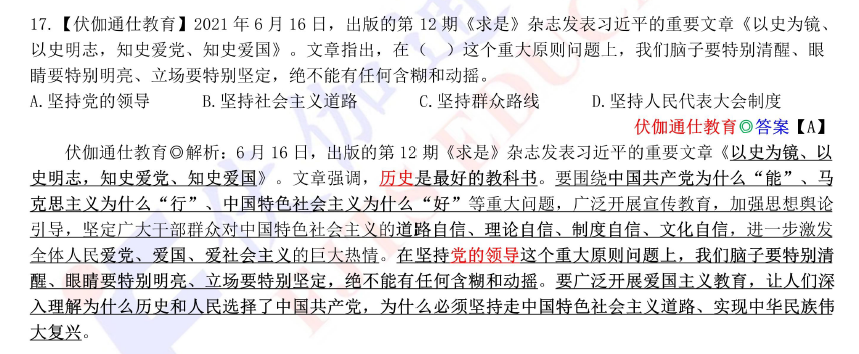 17.【伏伽通仕教育】2021 年 6 月 16 日，出版的第 12 期《求是》杂志发表习近平的重要文章《以史为镜、
以史明志，知史爱党、知史爱国》。文章指出，在（　）这个重大原则问题上，我们脑子要特别清醒、眼
睛要特别明亮、立场要特别坚定，绝不能有任何含糊和动摇。
A.坚持党的领导 B.坚持社会主义道路 C.坚持群众路线 D.坚持人民代表大会制度
伏伽通仕教育◎答案【A】
伏伽通仕教育◎解析：6 月 16 日，出版的第 12 期《求是》杂志发表习近平的重要文章《以史为镜、以
史明志，知史爱党、知史爱国》。文章强调，历史是最好的教科书。要围绕中国共产党为什么“能”、马
克思主义为什么“行”、中国特色社会主义为什么“好”等重大问题，广泛开展宣传教育，加强思想舆论
引导，坚定广大干部群众对中国特色社会主义的道路自信、理论自信、制度自信、文化自信，进一步激发
全体人民爱党、爱国、爱社会主义的巨大热情。在坚持党的领导这个重大原则问题上，我们脑子要特别清
醒、眼睛要特别明亮、立场要特别坚定，绝不能有任何含糊和动摇。要广泛开展爱国主义教育，让人们深
入理解为什么历史和人民选择了中国共产党，为什么必须坚持走中国特色社会主义道路、实现中华民族伟
大复兴。